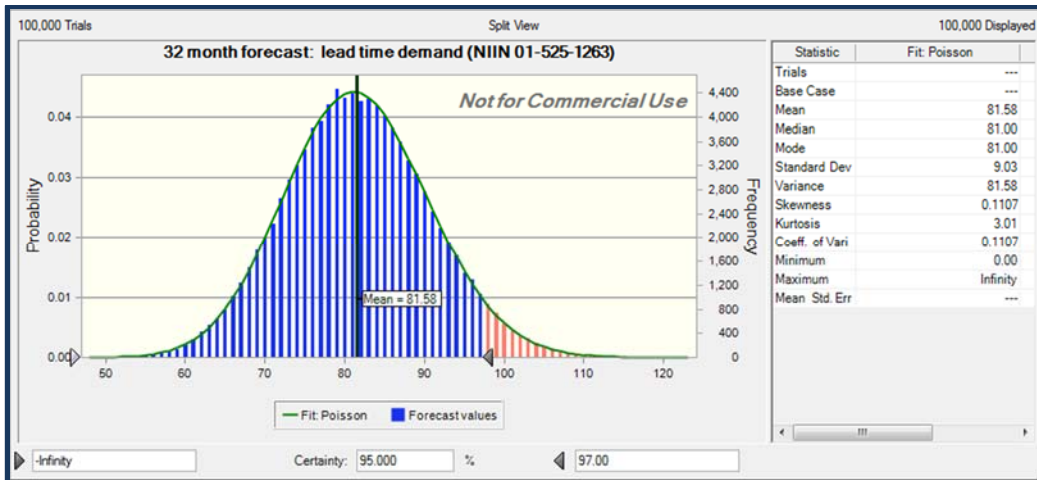 100,000 Trials Split View 100,000 Displayed
32 month forecast: lead time demand (NIIN 01-525-1263)
Not for Commercial Use
Probability
0.04
0.03
0.02
0.01
0.00
Mean = 81.58
4,400
4,000
3,600
3,200
2,800
2,400
2,000
1,600
1,200
800
400
0
Frequency
50 60 70 80 90 100 110 120
Fit: Poisson Forecast values
Statistic Fit: Poisson
Trials ---
Base Case ---
Mean 81.58
Median 81.00
Mode 81.00
Standard Dev 9.03
Variance 81.58
Skewness 0.1107
Kurtosis 3.01
Coeff. of Vari 0.1107
Minimum 0.00
Maximum Infinity
Mean Std. Err ---
-Infinity Certainty: 95.000 % 97.00